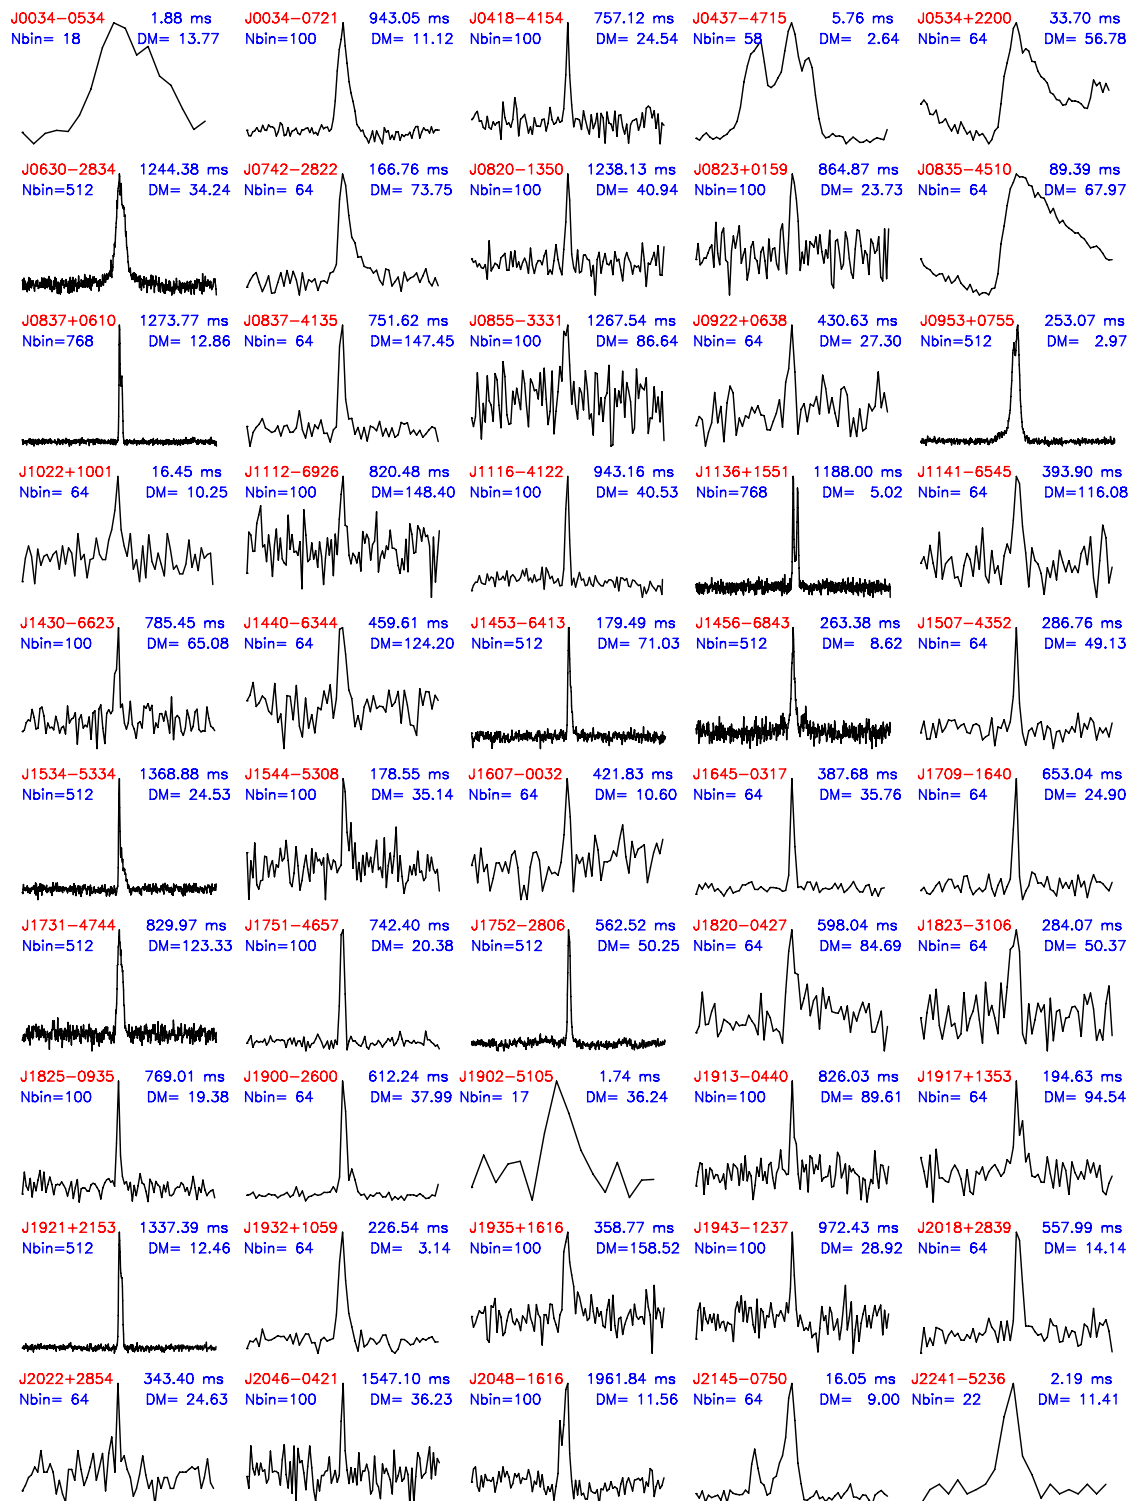 J0034−0534 1.88 ms J0034−0721 943.05 ms J0418−4154 757.12 ms J0437−4715 5.76 ms J0534+2200 33.70 ms
Nbin= 18 DM= 13.77 Nbin=100 DM= 11.12 Nbin=100 DM= 24.54 Nbin= 58 DM= 2.64 Nbin= 64 DM= 56.78
J0630−2834 1244.38 ms J0742−2822 166.76 ms J0820−1350 1238.13 ms J0823+0159 864.87 ms J0835−4510 89.39 ms
Nbin=512 DM= 34.24 Nbin= 64 DM= 73.75 Nbin=100 DM= 40.94 Nbin=100 DM= 23.73 Nbin= 64 DM= 67.97
J0837+0610 1273.77 ms J0837−4135 751.62 ms J0855−3331 1267.54 ms J0922+0638 430.63 ms J0953+0755 253.07 ms
Nbin=768 DM= 12.86 Nbin= 64 DM=147.45 Nbin=100 DM= 86.64 Nbin= 64 DM= 27.30 Nbin=512 DM= 2.97
J1022+1001 16.45 ms J1112−6926 820.48 ms J1116−4122 943.16 ms J1136+1551 1188.00 ms J1141−6545 393.90 ms
Nbin= 64 DM= 10.25 Nbin=100 DM=148.40 Nbin=100 DM= 40.53 Nbin=768 DM= 5.02 Nbin= 64 DM=116.08
J1430−6623 785.45 ms J1440−6344 459.61 ms J1453−6413 179.49 ms J1456−6843 263.38 ms J1507−4352 286.76 ms
Nbin=100 DM= 65.08 Nbin= 64 DM=124.20 Nbin=512 DM= 71.03 Nbin=512 DM= 8.62 Nbin= 64 DM= 49.13
J1534−5334 1368.88 ms J1544−5308 178.55 ms J1607−0032 421.83 ms J1645−0317 387.68 ms J1709−1640 653.04 ms
Nbin=512 DM= 24.53 Nbin=100 DM= 35.14 Nbin= 64 DM= 10.60 Nbin= 64 DM= 35.76 Nbin= 64 DM= 24.90
J1731−4744 829.97 ms J1751−4657 742.40 ms J1752−2806 562.52 ms J1820−0427 598.04 ms J1823−3106 284.07 ms
Nbin=512 DM=123.33 Nbin=100 DM= 20.38 Nbin=512 DM= 50.25 Nbin= 64 DM= 84.69 Nbin= 64 DM= 50.37
J1825−0935 769.01 ms J1900−2600 612.24 ms J1902−5105 1.74 ms J1913−0440 826.03 ms J1917+1353 194.63 ms
Nbin=100 DM= 19.38 Nbin= 64 DM= 37.99 Nbin= 17 DM= 36.24 Nbin=100 DM= 89.61 Nbin= 64 DM= 94.54
J1921+2153 1337.39 ms J1932+1059 226.54 ms J1935+1616 358.77 ms J1943−1237 972.43 ms J2018+2839 557.99 ms
Nbin=512 DM= 12.46 Nbin= 64 DM= 3.14 Nbin=100 DM=158.52 Nbin=100 DM= 28.92 Nbin= 64 DM= 14.14
J2022+2854 343.40 ms J2046−0421 1547.10 ms J2048−1616 1961.84 ms J2145−0750 16.05 ms J2241−5236 2.19 ms
Nbin= 64 DM= 24.63 Nbin=100 DM= 36.23 Nbin=100 DM= 11.56 Nbin= 64 DM= 9.00 Nbin= 22 DM= 11.41